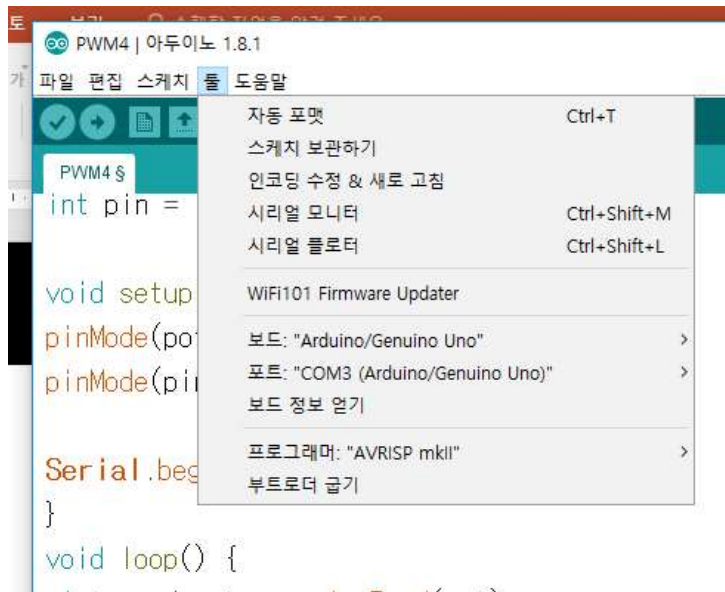 PWM4 | 아두이노 1.8.1
파일 편집 스케치 툴 도움말
자동 포맷 Ctrl+T
스케치 보관하기
인코딩 수정 & 새로 고침
시리얼 모니터 Ctrl+Shift+M
시리얼 플로터 Ctrl+Shift+L
WiFi101 Firmware Updater
보드: "Arduino/Genuino Uno"
포트: "COM3 (Arduino/Genuino Uno)"
보드 정보 얻기
프로그래머: "AVRISP mkII"
부트로더 굽기
PWM4 §
int pin =
void setup
pinMode(po
pinMode(pi
Serial.beg
}
void loop() {